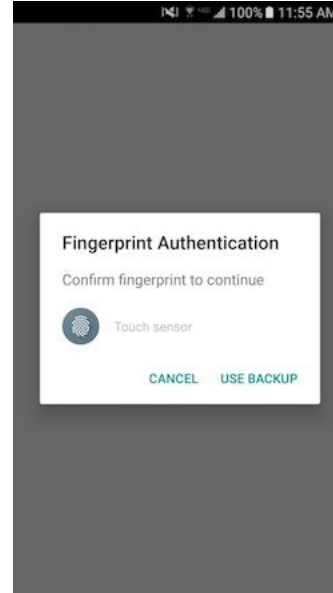 100% 11:55 AM
Fingerprint Authentication
Confirm fingerprint to continue
Touch sensor
CANCEL USE BACKUP